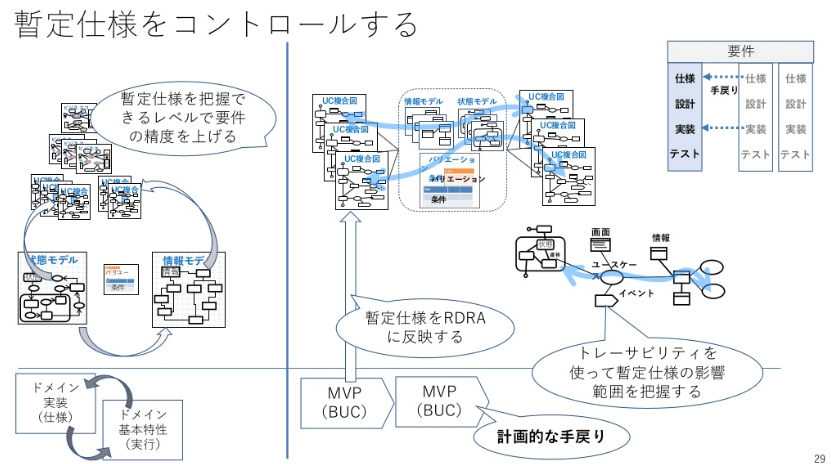 暫定仕様をコントロールする
要件
仕様
設計
実装
テスト
手戻り
仕様
設計
実装
テスト
仕様
設計
実装
テスト
暫定仕様を把握で
きるレベルで要件
の精度を上げる
UC複合図
UC複合図
UC複合図
情報モデル
状態モデル
バリエーショ
バリエーション
条件
UC複合図
UC複合図
UC複合図
UC複合
UC複合
UC複合
状態モデル
状態
バリエー
条件
情報モデ
情報
状態
画面
ユースケー
ス
情報
イベント
暫定仕様をRDRA
に反映する
トレーサビリティを
使って暫定仕様の影響
範囲を把握する
ドメイン
実装
（仕様）
ドメイン
基本特性
（実行）
MVP
（BUC）
MVP
（BUC）
計画的な手戻り
29